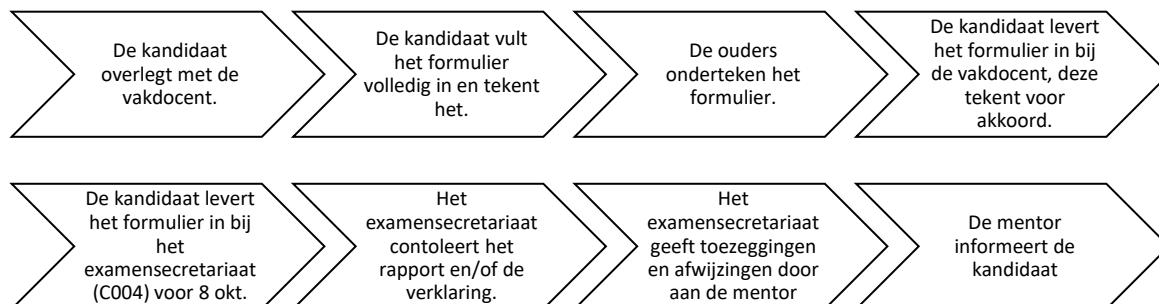 De kandidaat
overlegt met de
vakdocent.
De kandidaat vult
het formulier
volledig in en tekent
het.
De ouders
onderteken het
formulier.
De kandidaat levert
het formulier in bij
de vakdocent, deze
tekent voor
akkoord.
De kandidaat levert
het formulier in bij
het
examensecretariaat
(C004) voor 8 okt.
Het
examensecretariaat
contoleert het
rapport en/of de
verklaring.
Het
examensecretariaat
geeft toezeggingen
en afwijzingen door
aan de mentor
De mentor
informeert de
kandidaat